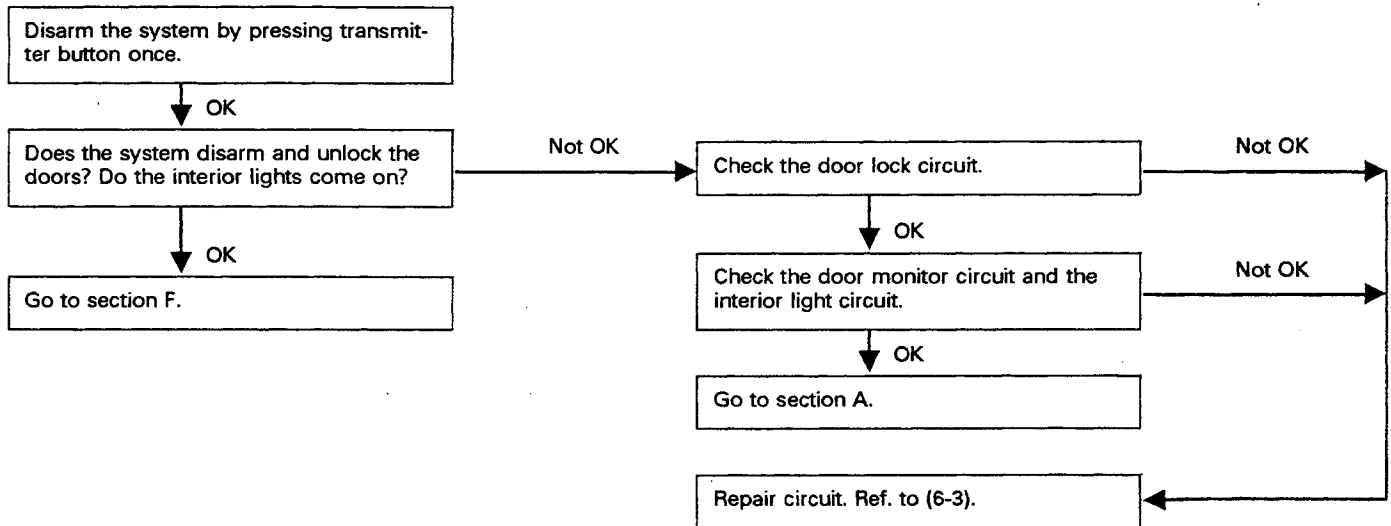 Disarm the system by pressing transmit-
ter button once.
OK
Does the system disarm and unlock the
doors? Do the interior lights come on?
Not OK
Check the door lock circuit.
Not OK
OK
OK
Go to section F.
Check the door monitor circuit and the
interior light circuit.
Not OK
OK
Go to section A.
Repair circuit. Ref. to (6-3).